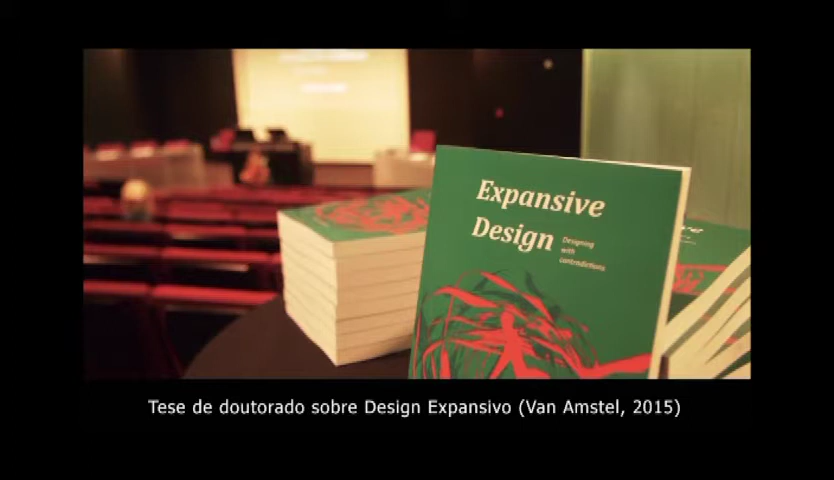 Expansive
Design
Designing
with
contradictions
Tese de doutorado sobre Design Expansivo (Van Amstel, 2015)